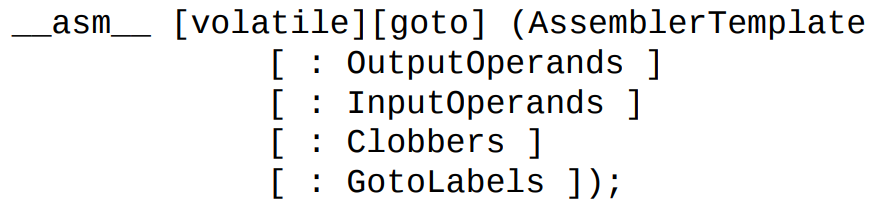 __asm__ [volatile][goto] (AssemblerTemplate
[ : OutputOperands ]
[ : InputOperands ]
[ : Clobbers ]
[ : GotoLabels ]);